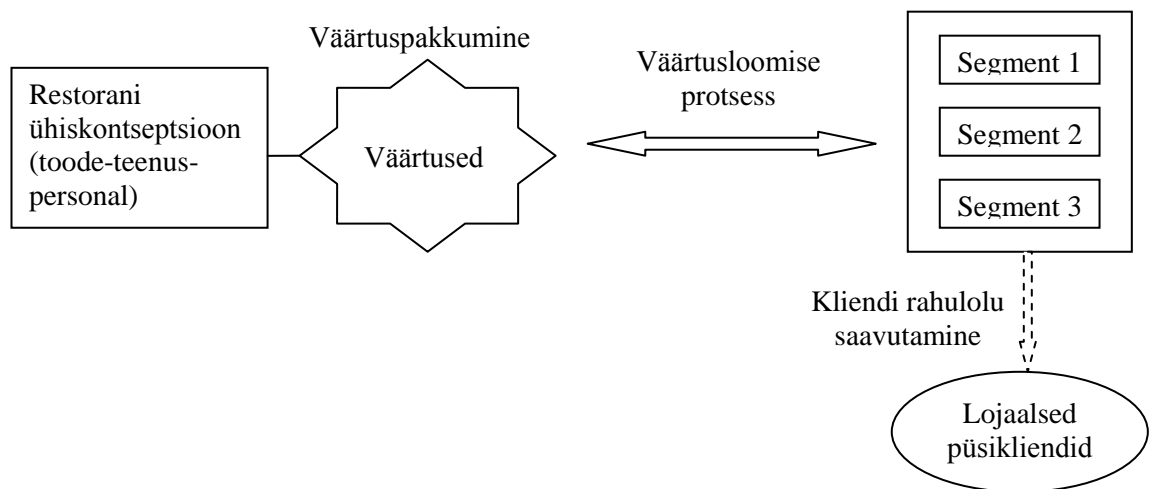 Väärtuspakkumine
Restorani
ühiskontseptsioon
(toode-teenus-
personal)
Väärtused
Väärtusloomise
protsess
Segment 1
Segment 2
Segment 3
Kliendi rahulolu
saavutamine
Lojaalsed
püsikliendid